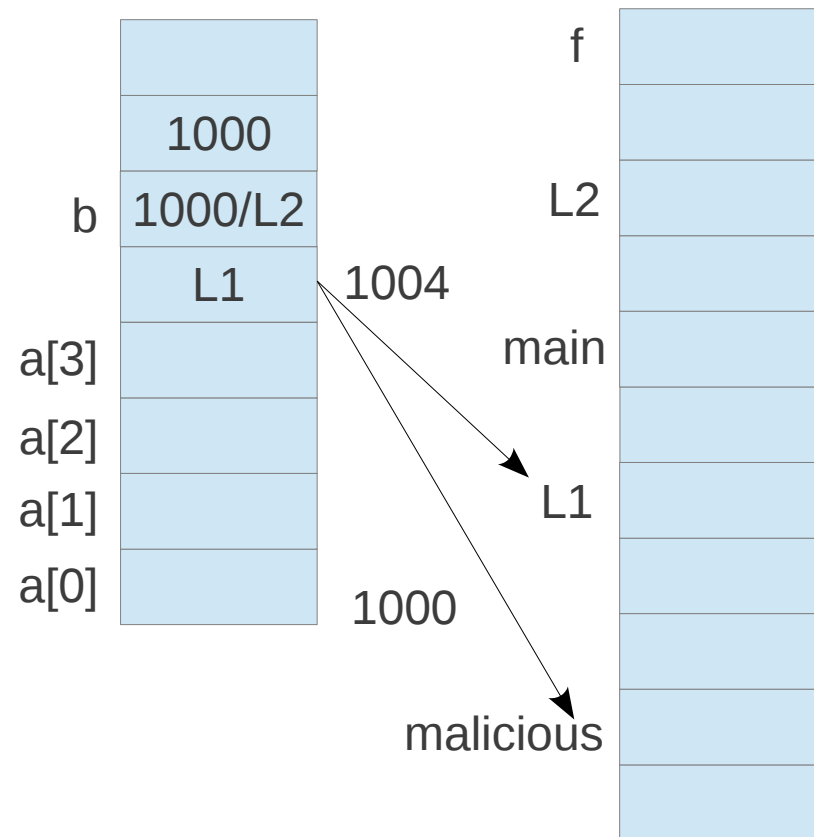 f
1000
b 1000/L2
L2
L1 1004
main
a[3]
a[2]
L1
a[1]
a[0]
1000
malicious